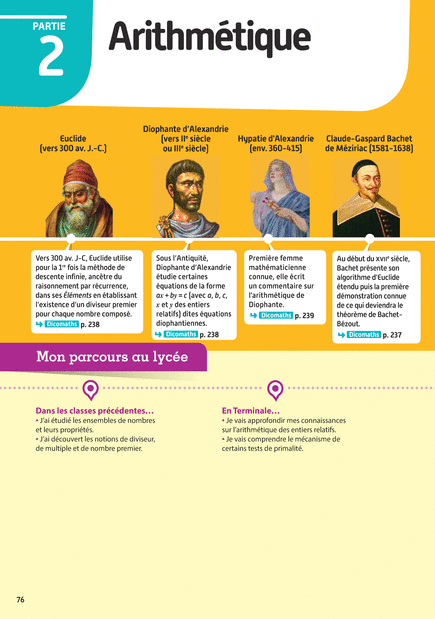 PARTIE
2
Arithmétique
Euclide
(vers 300 av. J.-C.)
Diophante d'Alexandrie
(vers IIe siècle
ou IIIe siècle)
Hypatie d'Alexandrie
(env. 360-415)
Claude-Gaspard Bachet
de Méziriac (1581-1638)
Vers 300 av. J-C, Euclide utilise
pour la 1re fois la méthode de
descente infinie, ancêtre du
raisonnement par récurrence,
dans ses Éléments en établissant
l'existence d'un diviseur premier
pour chaque nombre composé.
Dicomaths p. 238
Sous l'Antiquité,
Diophante d'Alexandrie
étudie certaines
équations de la forme
ax + by = c (avec a, b, c,
x et y des entiers
relatifs) dites équations
diophantiennes.
Dicomaths p. 238
Première femme
mathématicienne
connue, elle écrit
un commentaire sur
l'arithmétique de
Diophante.
Dicomaths p. 239
Au début du XVIIe siècle,
Bachet présente son
algorithme d'Euclide
étendu puis la première
démonstration connue
de ce qui deviendra le
théorème de Bachet-
Bézout.
Dicomaths p. 237
Mon parcours au lycée
Dans les classes précédentes…
• J'ai étudié les ensembles de nombres
et leurs propriétés.
• J'ai découvert les notions de diviseur,
de multiple et de nombre premier.
En Terminale…
• Je vais approfondir mes connaissances
sur l'arithmétique des entiers relatifs.
• Je vais comprendre le mécanisme de
certains tests de primalité.
76